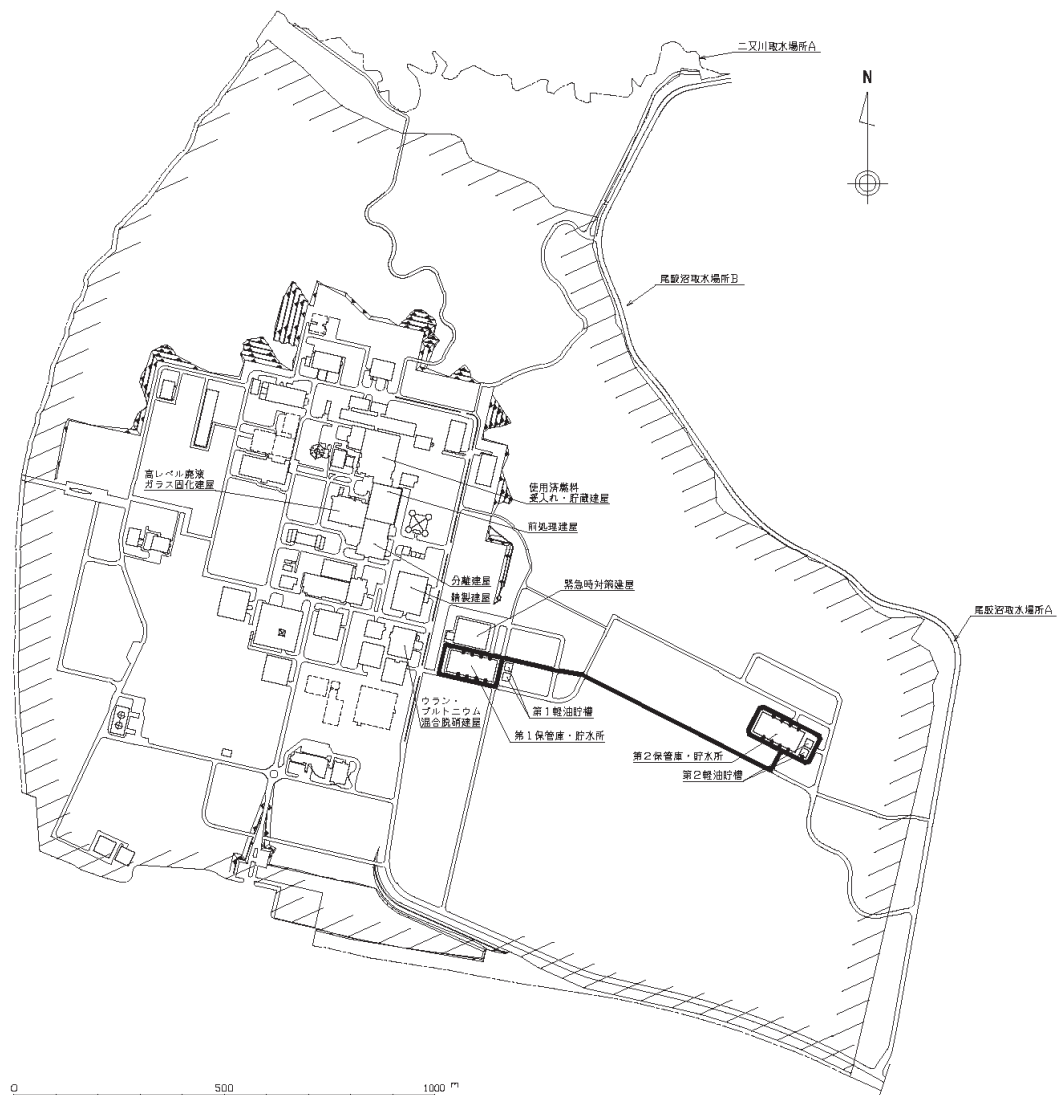 二又川取水場所A
N
尾駮沼取水場所B
高レベル廃液
ガラス固化建屋
使用済燃料
受入れ・貯蔵建屋
前処理建屋
分離建屋
精製建屋
緊急時対策建屋
尾駮沼取水場所A
ウラン・
プルトニウム
混合脱硝建屋
第1軽油貯槽
第1保管庫・貯水所
第2保管庫・貯水所
第2軽油貯槽
0 500 1000 m